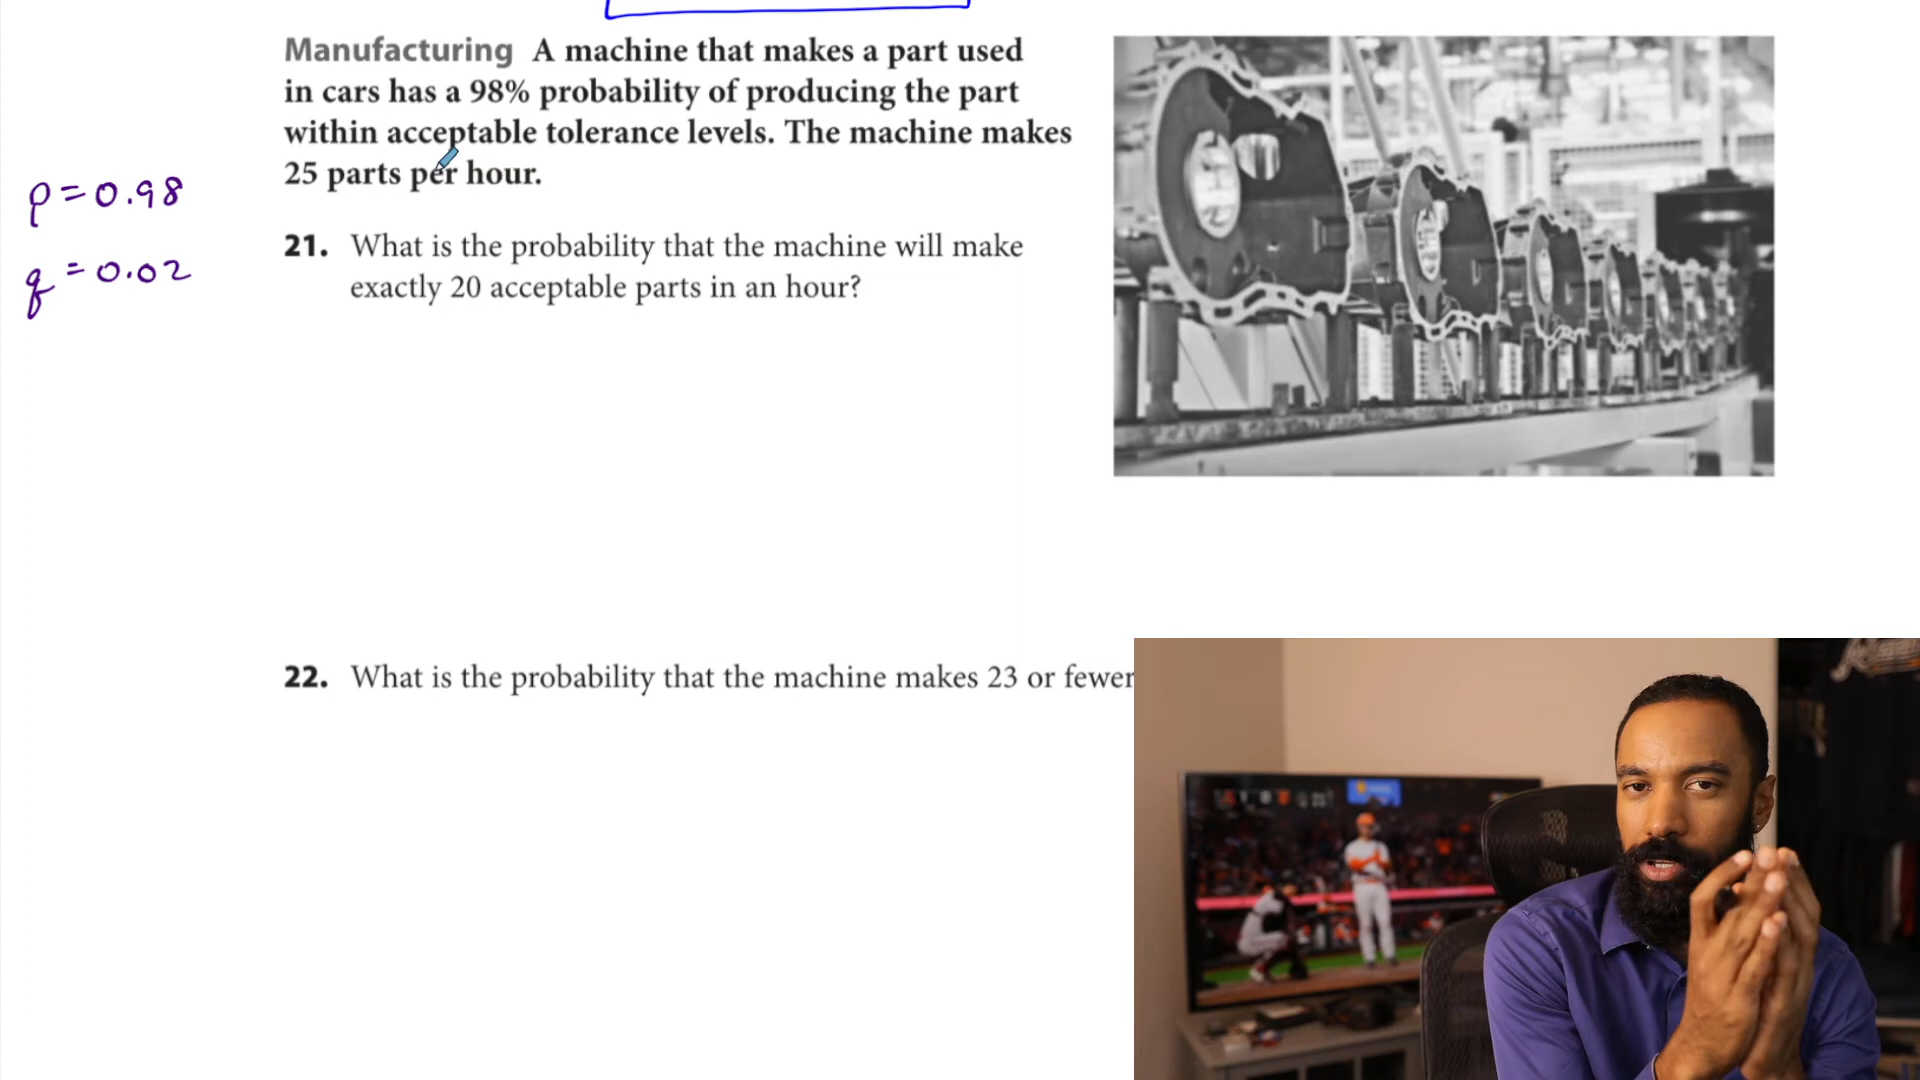 Manufacturing A machine that makes a part used
in cars has a 98% probability of producing the part
within acceptable tolerance levels. The machine makes
25 parts per hour.
p=0.98
q=0.02
21. What is the probability that the machine will make
exactly 20 acceptable parts in an hour?
22. What is the probability that the machine makes 23 or fewer